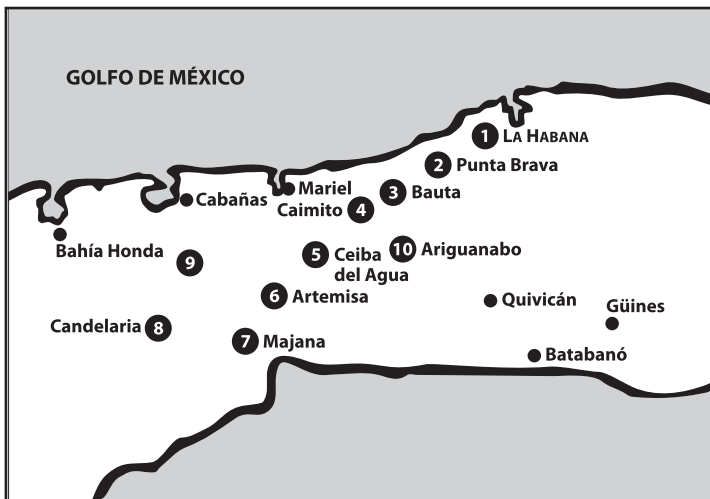 GOLFO DE MÉXICO
1 LA HABANA
2 Punta Brava
Mariel
3 Bauta
Cabañas
Caimito 4
Bahía Honda
9
5 Ceiba
del Agua
10 Ariguanabo
6 Artemisa
Quivicán
Güines
Candelaria 8
7 Majana
Batabanó